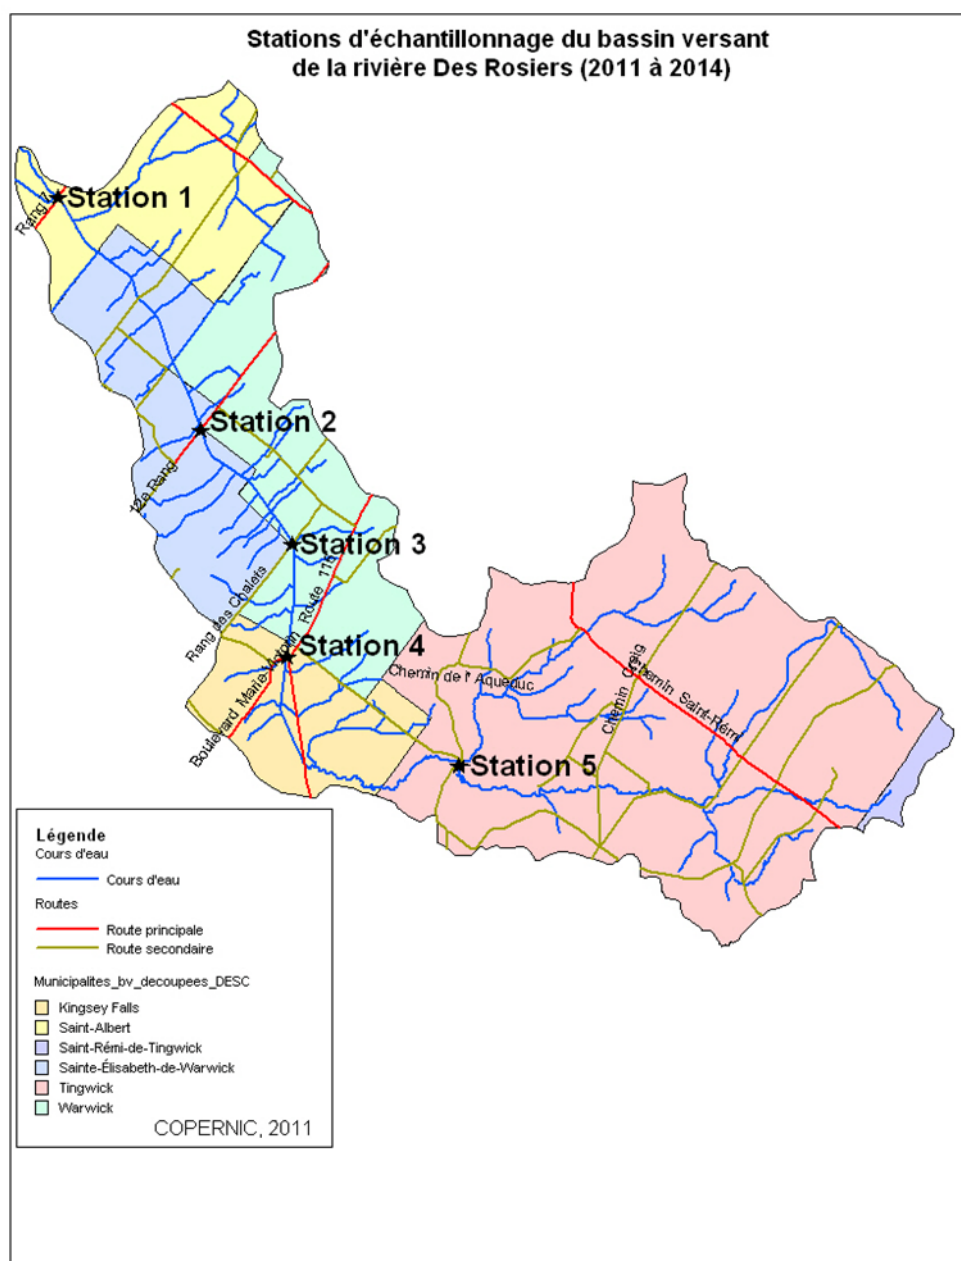 Stations d'échantillonnage du bassin versant
de la rivière Des Rosiers (2011 à 2014)
Station 1
Rang 7
Station 2
12e Rang
Station 3
Route 116
Rang des Chalets
Station 4
Boulevard Marie-Victorin
Chemin de l' Aqueduc
Chemin Craig
Chemin Saint-Rémi
Station 5
Légende
Cours d'eau
Cours d'eau
Routes
Route principale
Route secondaire
Municipalites_bv_decoupees_DESC
Kingsey Falls
Saint-Albert
Saint-Rémi-de-Tingwick
Sainte-Élisabeth-de-Warwick
Tingwick
Warwick
COPERNIC, 2011